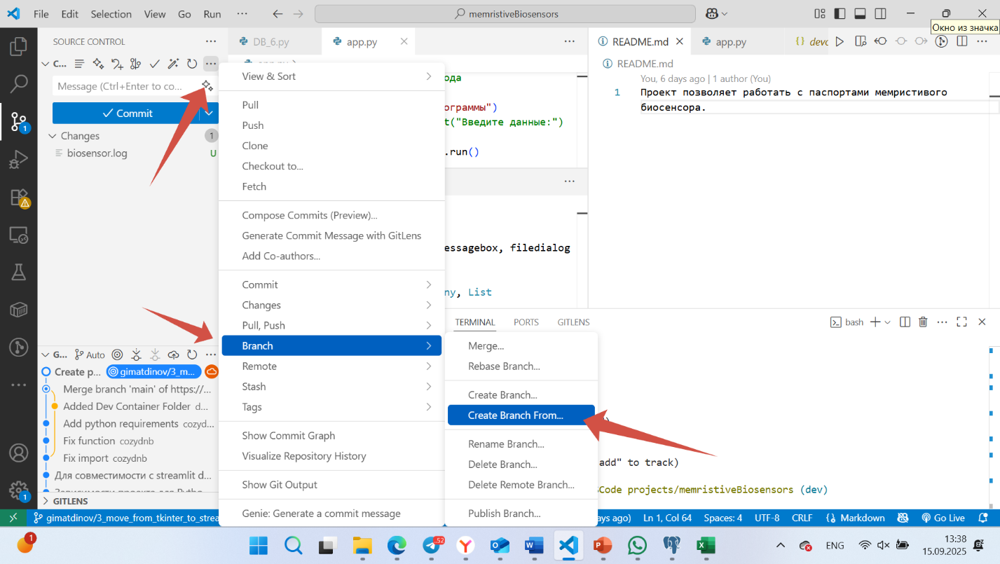 File Edit Selection View Go Run ··· memristiveBiosensors
Окно из значка
SOURCE CONTROL
DB_6.py
app.py
README.md
app.py
{} devc
C...
README.md
You, 6 days ago | 1 author (You)
1 Проект позволяет работать с паспортами мемристивого
биосенсора.
Message (Ctrl+Enter to co...
Commit
Changes 1
biosensor.log U
ода
ограммы")
t("Введите данные:")
.run()
essagebox, filedialog
ny, List
View & Sort
Pull
Push
Clone
Checkout to...
Fetch
Compose Commits (Preview)...
Generate Commit Message with GitLens
Add Co-authors...
Commit
Changes
Pull, Push
Branch
Remote
Stash
Tags
Show Commit Graph
Visualize Repository History
Show Git Output
Genie: Generate a commit message
TERMINAL PORTS GITLENS
bash
Merge...
Rebase Branch...
Create Branch...
Create Branch From...
Rename Branch...
Delete Branch...
Delete Remote Branch...
Publish Branch...
add" to track)
Code projects/memristiveBiosensors (dev)
G... Auto
Create p... gimatdinov/3_m...
Merge branch 'main' of https://...
Added Dev Container Folder d...
Add python requirements cozyd...
Fix function cozydnb
Fix import cozydnb
Для совместимости с streamlit d...
GITLENS
1
1
gimatdinov/3_move_from_tkinter_to_strea
ays ago) Ln 1, Col 64 Spaces: 4 UTF-8 CRLF Markdown Go Live
1
.52
ENG
13:38
15.09.2025